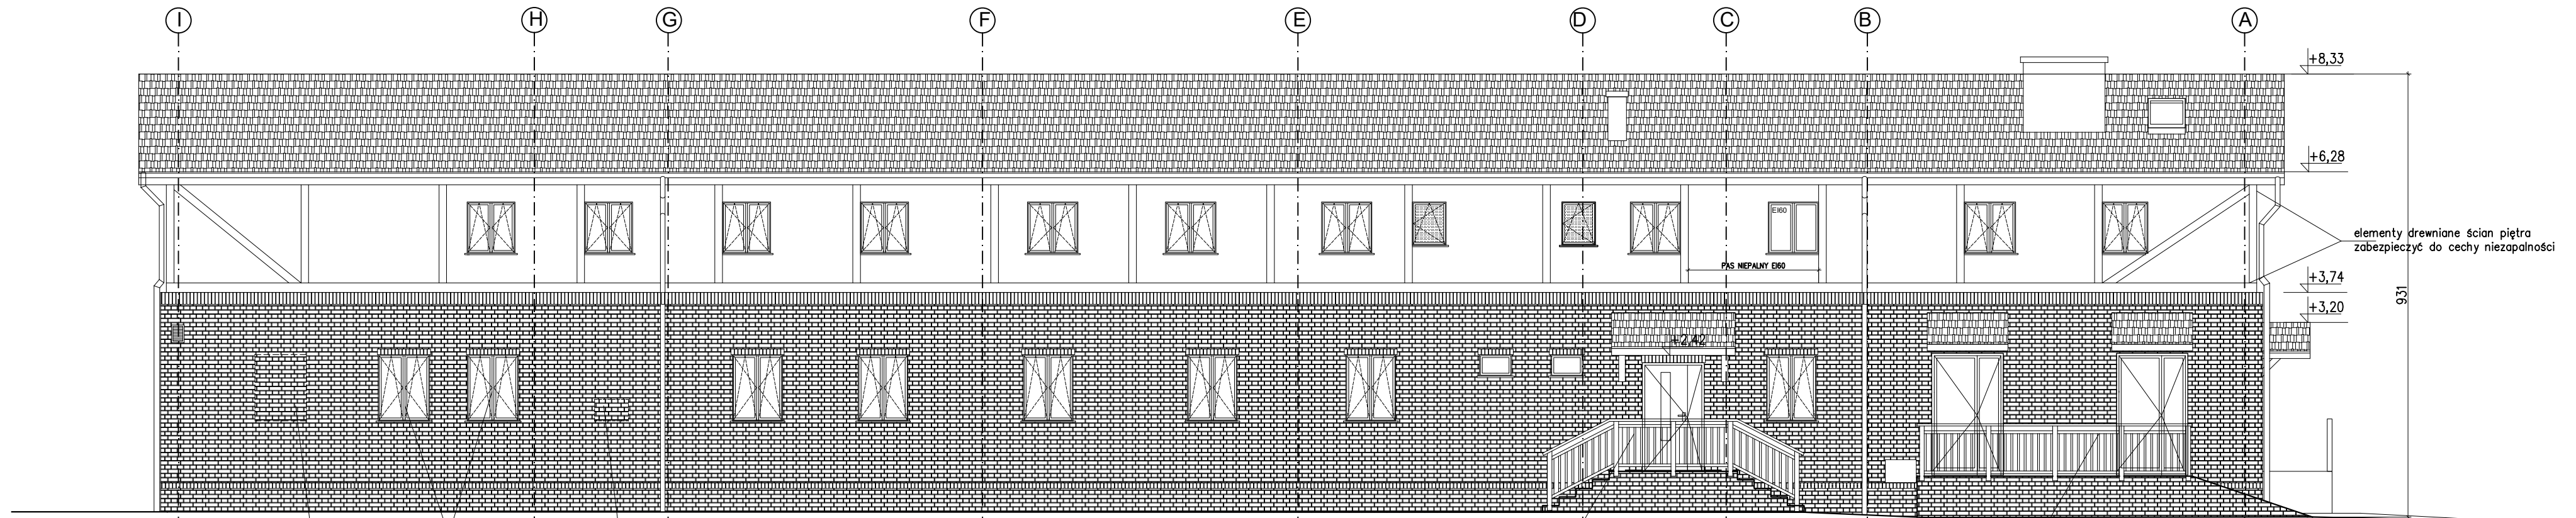 I H G F E D C B A
+8,33
+6,28
EI60
elementy drewniane ścian piętra
zabezpieczyć do cechy niezapalności
PAS NIEPALNY EI60
+3,74
931
+3,20
+2,42